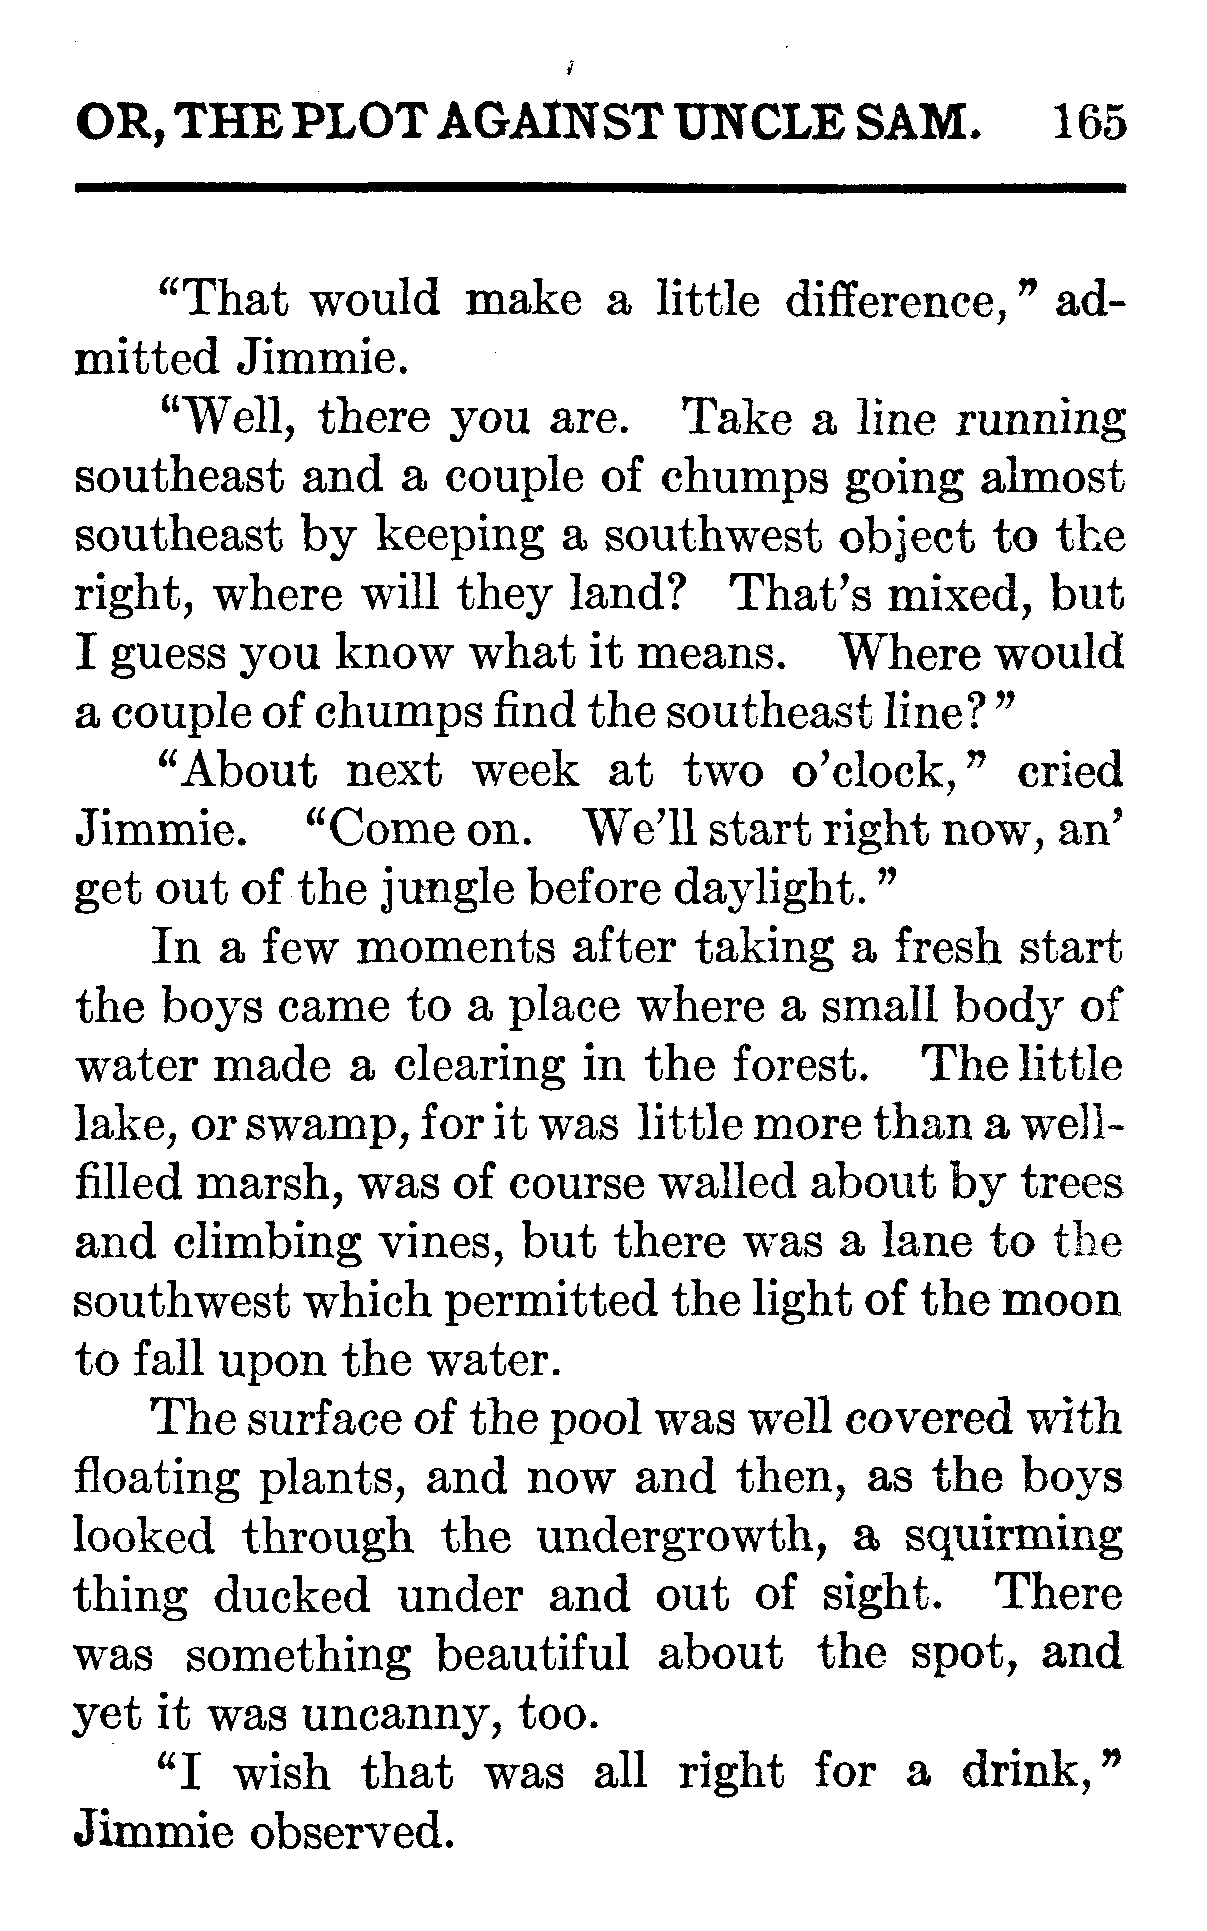 OR, THE PLOT AGAINST UNCLE SAM. 165
“That would make a little difference,” ad-
mitted Jimmie.
“Well, there you are. Take a line running
southeast and a couple of chumps going almost
southeast by keeping a southwest object to the
right, where will they land? That’s mixed, but
I guess you know what it means. Where would
a couple of chumps find the southeast line?”
“About next week at two o’clock,” cried
Jimmie. “Come on. We’ll start right now, an’
get out of the jungle before daylight.”
In a few moments after taking a fresh start
the boys came to a place where a small body of
water made a clearing in the forest. The little
lake, or swamp, for it was little more than a well-
filled marsh, was of course walled about by trees
and climbing vines, but there was a lane to the
southwest which permitted the light of the moon
to fall upon the water.
The surface of the pool was well covered with
floating plants, and now and then, as the boys
looked through the undergrowth, a squirming
thing ducked under and out of sight. There
was something beautiful about the spot, and
yet it was uncanny, too.
“I wish that was all right for a drink,”
Jimmie observed.